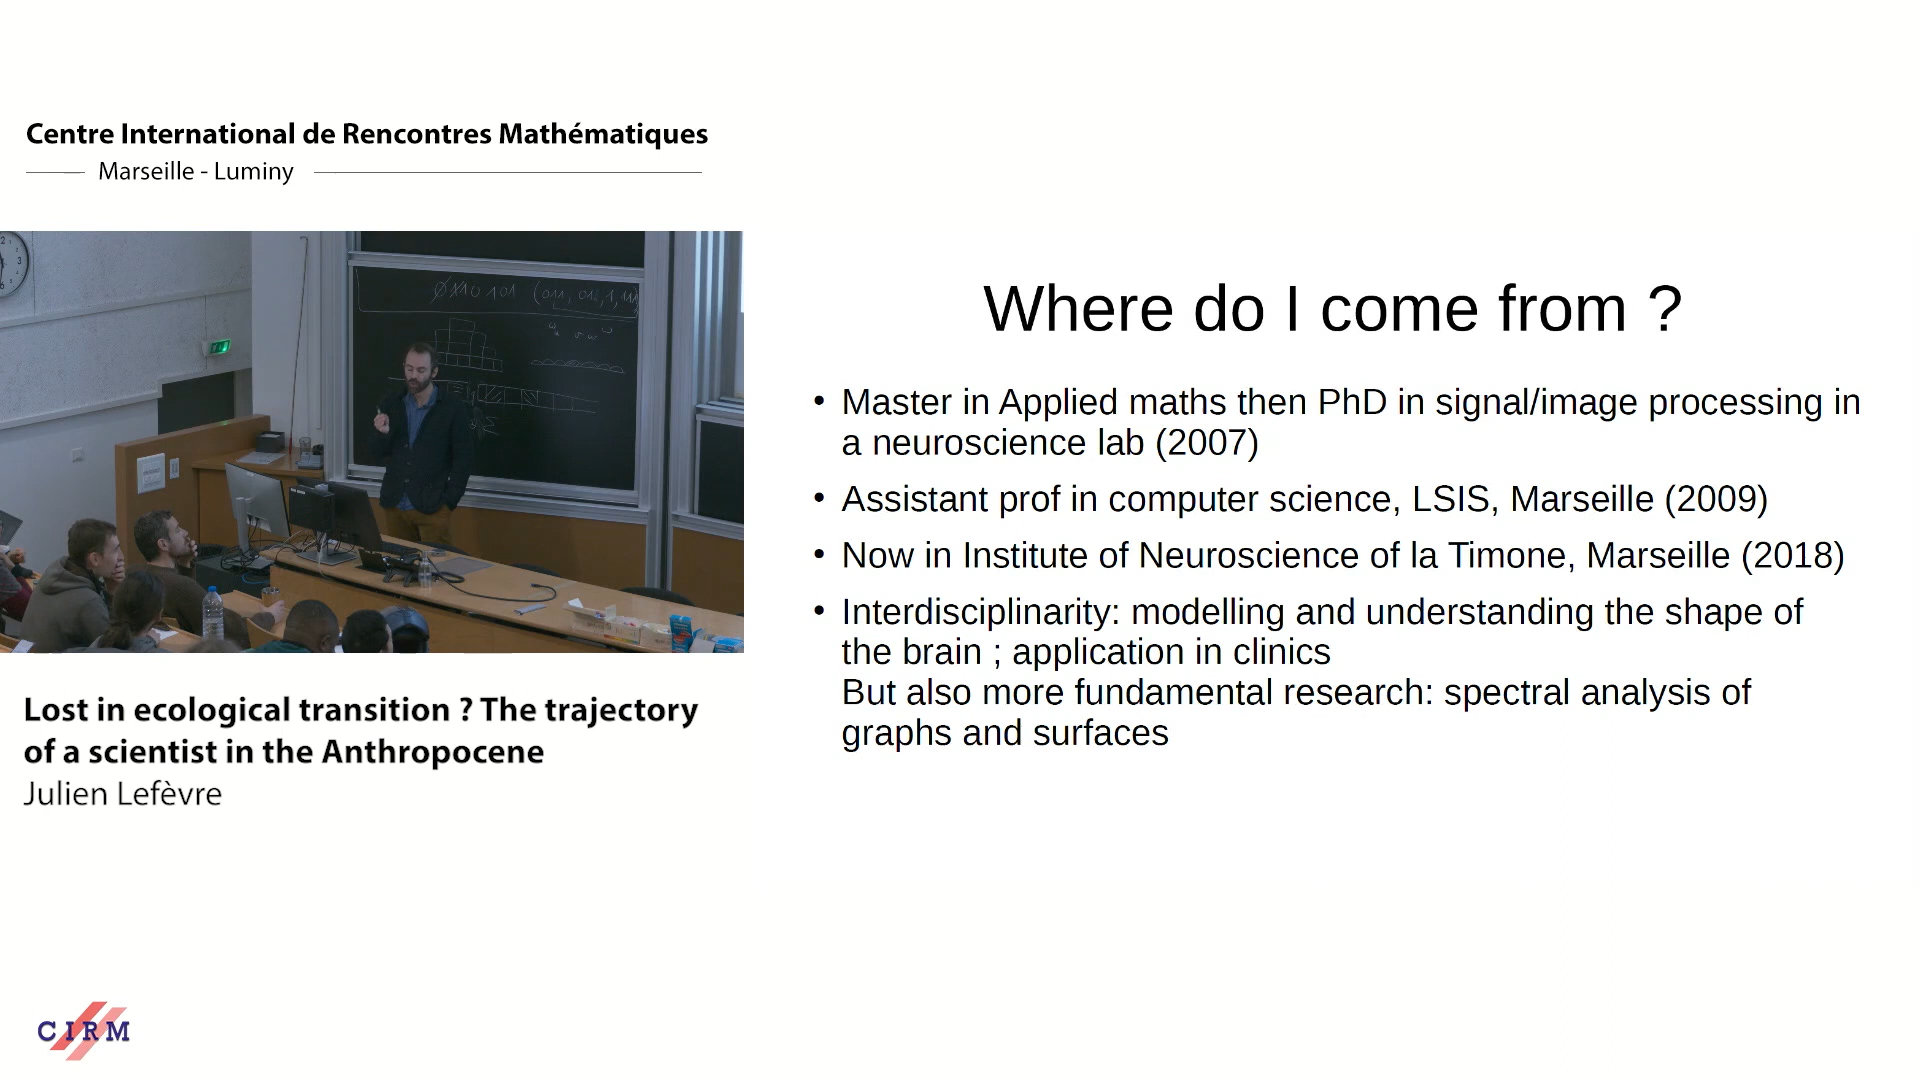 Centre International de Rencontres Mathématiques
Marseille - Luminy
Lost in ecological transition ? The trajectory
of a scientist in the Anthropocene
Julien Lefèvre
CIRM
Where do I come from ?
• Master in Applied maths then PhD in signal/image processing in
a neuroscience lab (2007)
• Assistant prof in computer science, LSIS, Marseille (2009)
• Now in Institute of Neuroscience of la Timone, Marseille (2018)
• Interdisciplinarity: modelling and understanding the shape of
the brain ; application in clinics
But also more fundamental research: spectral analysis of
graphs and surfaces